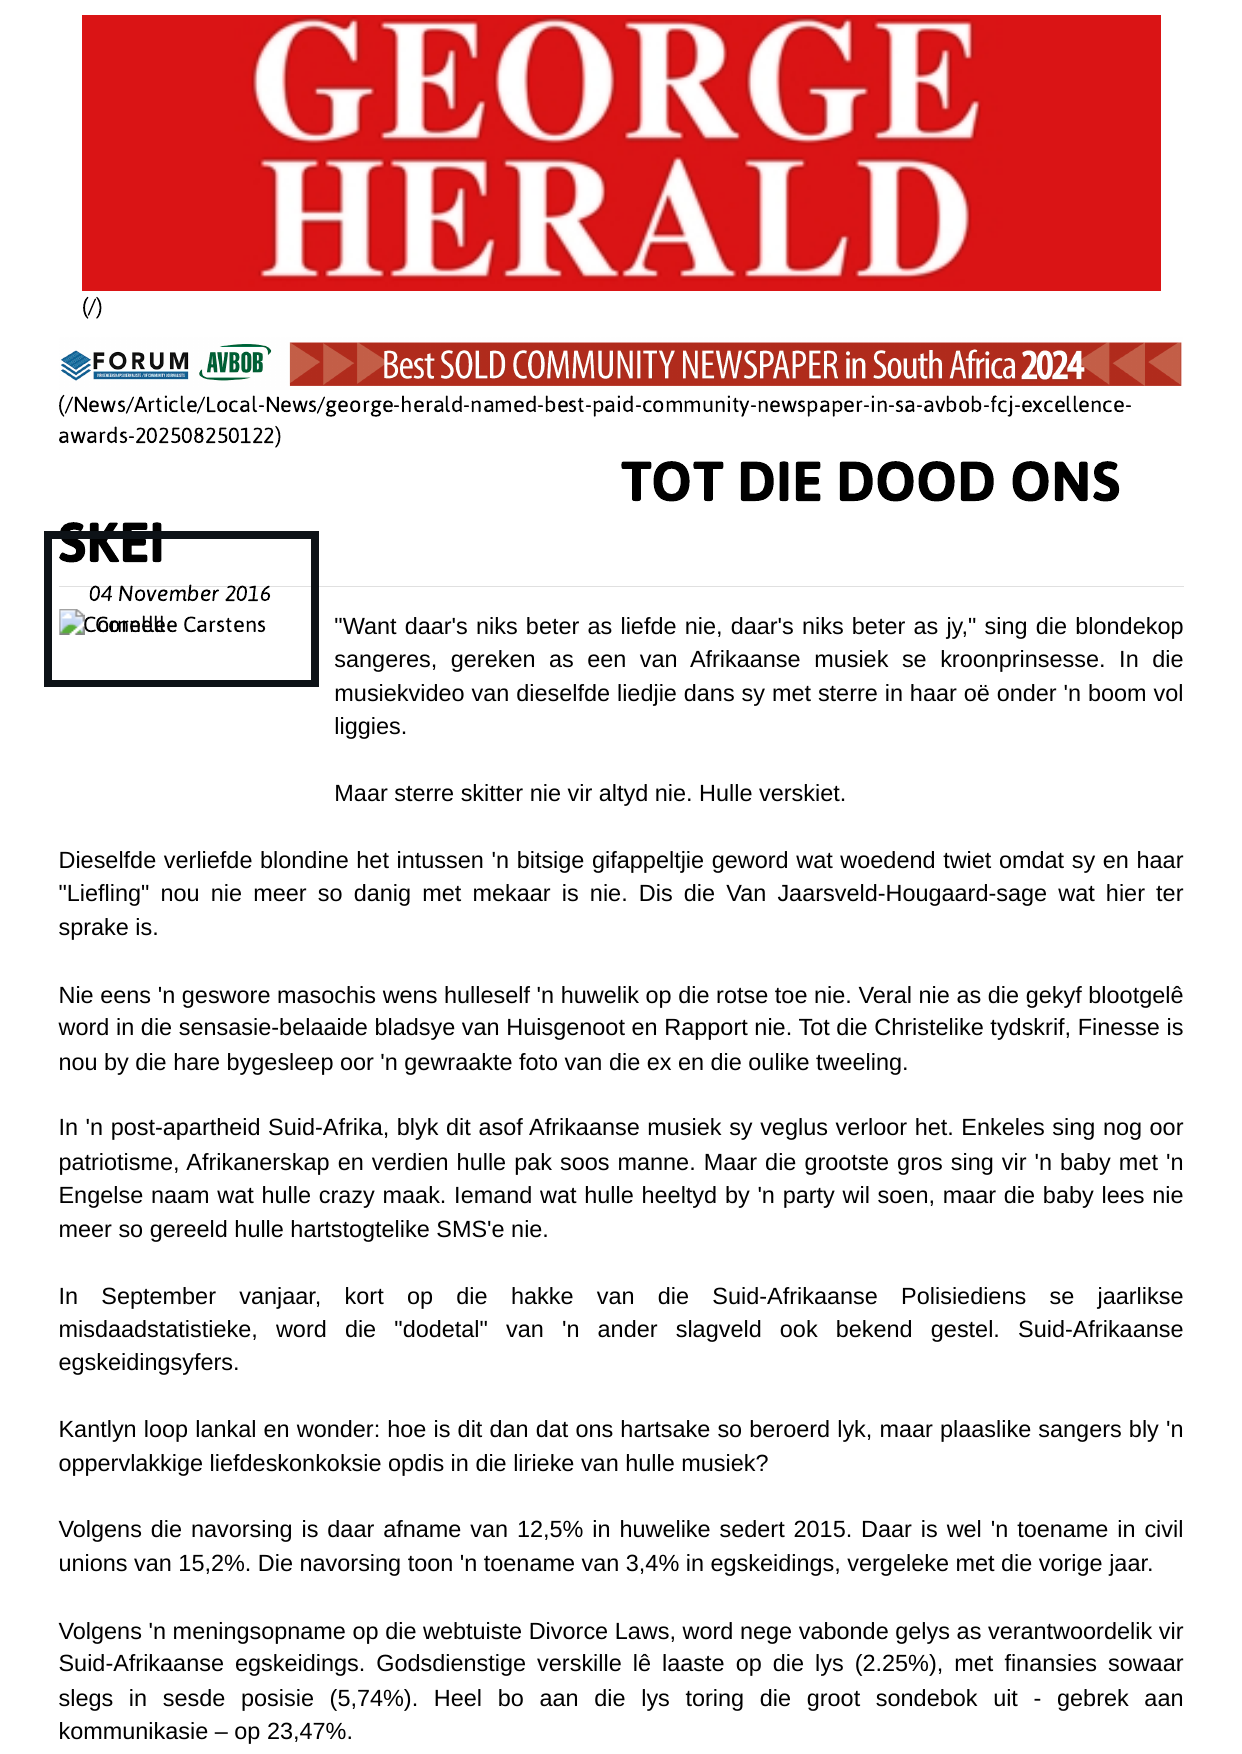 GEORGE
HERALD
(/)
FORUM AVBOB Best SOLD COMMUNITY NEWSPAPER in South Africa 2024
(/News/Article/Local-News/george-herald-named-best-paid-community-newspaper-in-sa-avbob-fcj-excellence-
awards-202508250122)
TOT DIE DOOD ONS
SKEI
04 November 2016
Cornelle Carstens
"Want daar's niks beter as liefde nie, daar's niks beter as jy," sing die blondekop
sangeres, gereken as een van Afrikaanse musiek se kroonprinsesse. In die
musiekvideo van dieselfde liedjie dans sy met sterre in haar oë onder 'n boom vol
liggies.
Maar sterre skitter nie vir altyd nie. Hulle verskiet.
Dieselfde verliefde blondine het intussen 'n bitsige gifappeltjie geword wat woedend twiet omdat sy en haar
"Liefling" nou nie meer so danig met mekaar is nie. Dis die Van Jaarsveld-Hougaard-sage wat hier ter
sprake is.
Nie eens 'n geswore masochis wens hulleself 'n huwelik op die rotse toe nie. Veral nie as die gekyf blootgelê
word in die sensasie-belaaide bladsye van Huisgenoot en Rapport nie. Tot die Christelike tydskrif, Finesse is
nou by die hare bygesleep oor 'n gewraakte foto van die ex en die oulike tweeling.
In 'n post-apartheid Suid-Afrika, blyk dit asof Afrikaanse musiek sy veglus verloor het. Enkeles sing nog oor
patriotisme, Afrikanerskap en verdien hulle pak soos manne. Maar die grootste gros sing vir 'n baby met 'n
Engelse naam wat hulle crazy maak. Iemand wat hulle heeltyd by 'n party wil soen, maar die baby lees nie
meer so gereeld hulle hartstogtelike SMS'e nie.
In September vanjaar, kort op die hakke van die Suid-Afrikaanse Polisiediens se jaarlikse
misdaadstatistieke, word die "dodetal" van 'n ander slagveld ook bekend gestel. Suid-Afrikaanse
egskeidingsyfers.
Kantlyn loop lankal en wonder: hoe is dit dan dat ons hartsake so beroerd lyk, maar plaaslike sangers bly 'n
oppervlakkige liefdeskonkoksie opdis in die lirieke van hulle musiek?
Volgens die navorsing is daar afname van 12,5% in huwelike sedert 2015. Daar is wel 'n toename in civil
unions van 15,2%. Die navorsing toon 'n toename van 3,4% in egskeidings, vergeleke met die vorige jaar.
Volgens 'n meningsopname op die webtuiste Divorce Laws, word nege vabonde gelys as verantwoordelik vir
Suid-Afrikaanse egskeidings. Godsdienstige verskille lê laaste op die lys (2.25%), met finansies sowaar
slegs in sesde posisie (5,74%). Heel bo aan die lys toring die groot sondebok uit - gebrek aan
kommunikasie – op 23,47%.